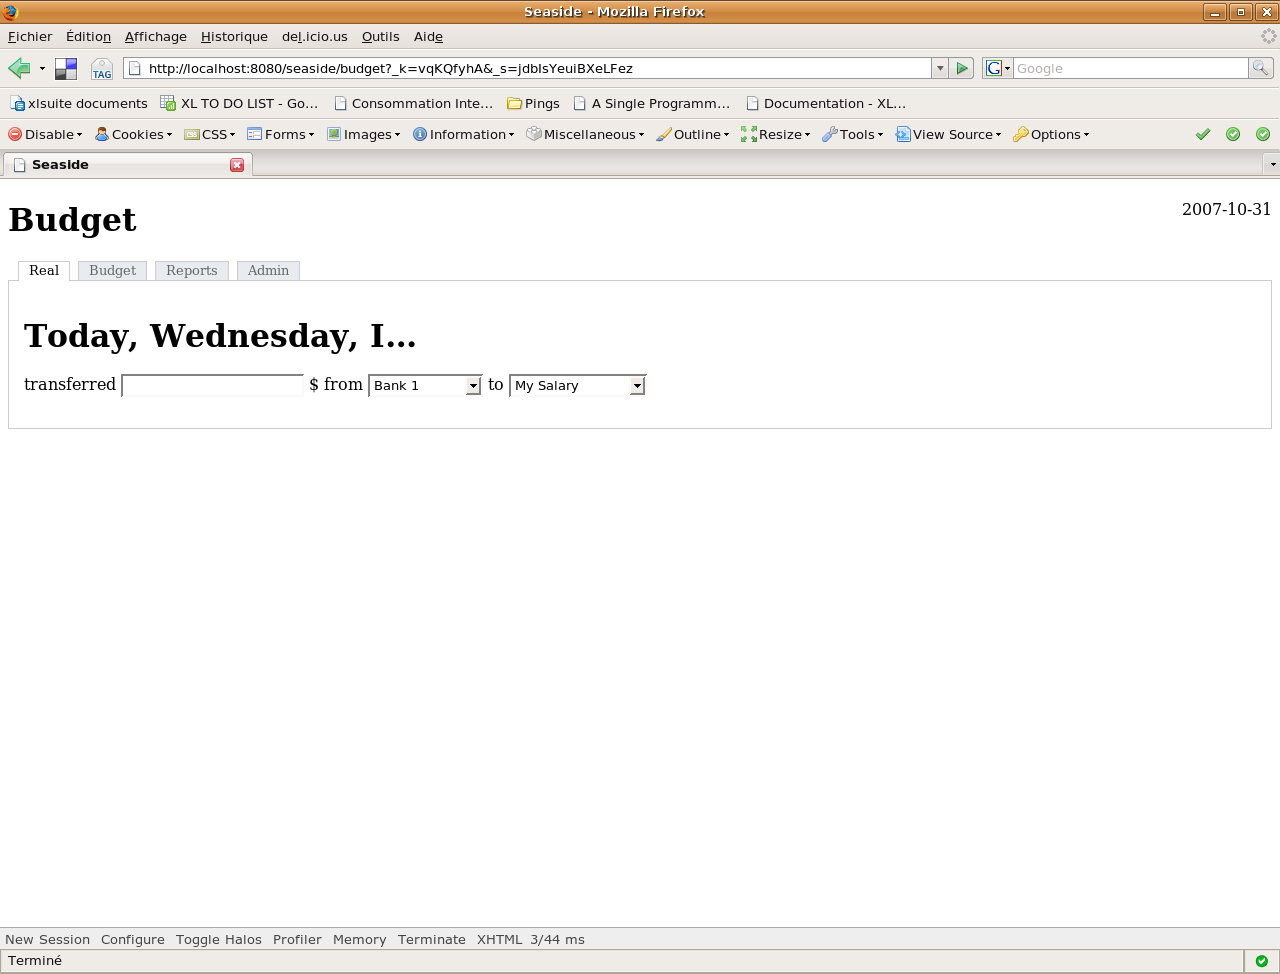 Seaside - Mozilla Firefox
Fichier Édition Affichage Historique del.icio.us Outils Aide
TAG http://localhost:8080/seaside/budget?_k=vqKQfyhA&_s=jdbIsYeuiBXeLFez G Google
xlsuite documents XL TO DO LIST - Go... Consommation Inte... Pings A Single Programm... Documentation - XL...
Disable Cookies CSS Forms Images Information Miscellaneous Outline Resize Tools View Source Options
Seaside
Budget 2007-10-31
Real Budget Reports Admin
Today, Wednesday, I...
transferred $ from Bank 1 to My Salary
New Session Configure Toggle Halos Profiler Memory Terminate XHTML 3/44 ms
Terminé